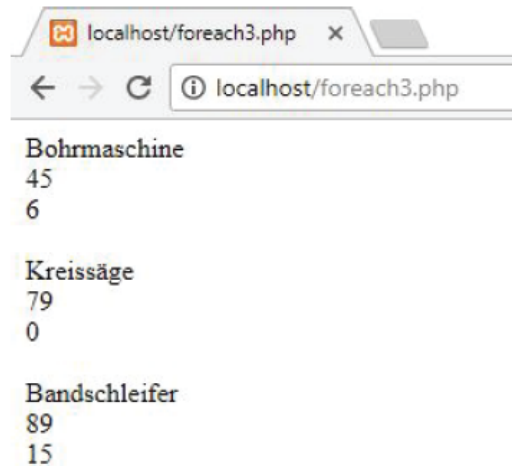 localhost/foreach3.php
localhost/foreach3.php
Bohrmaschine
45
6
Kreissäge
79
0
Bandschleifer
89
15